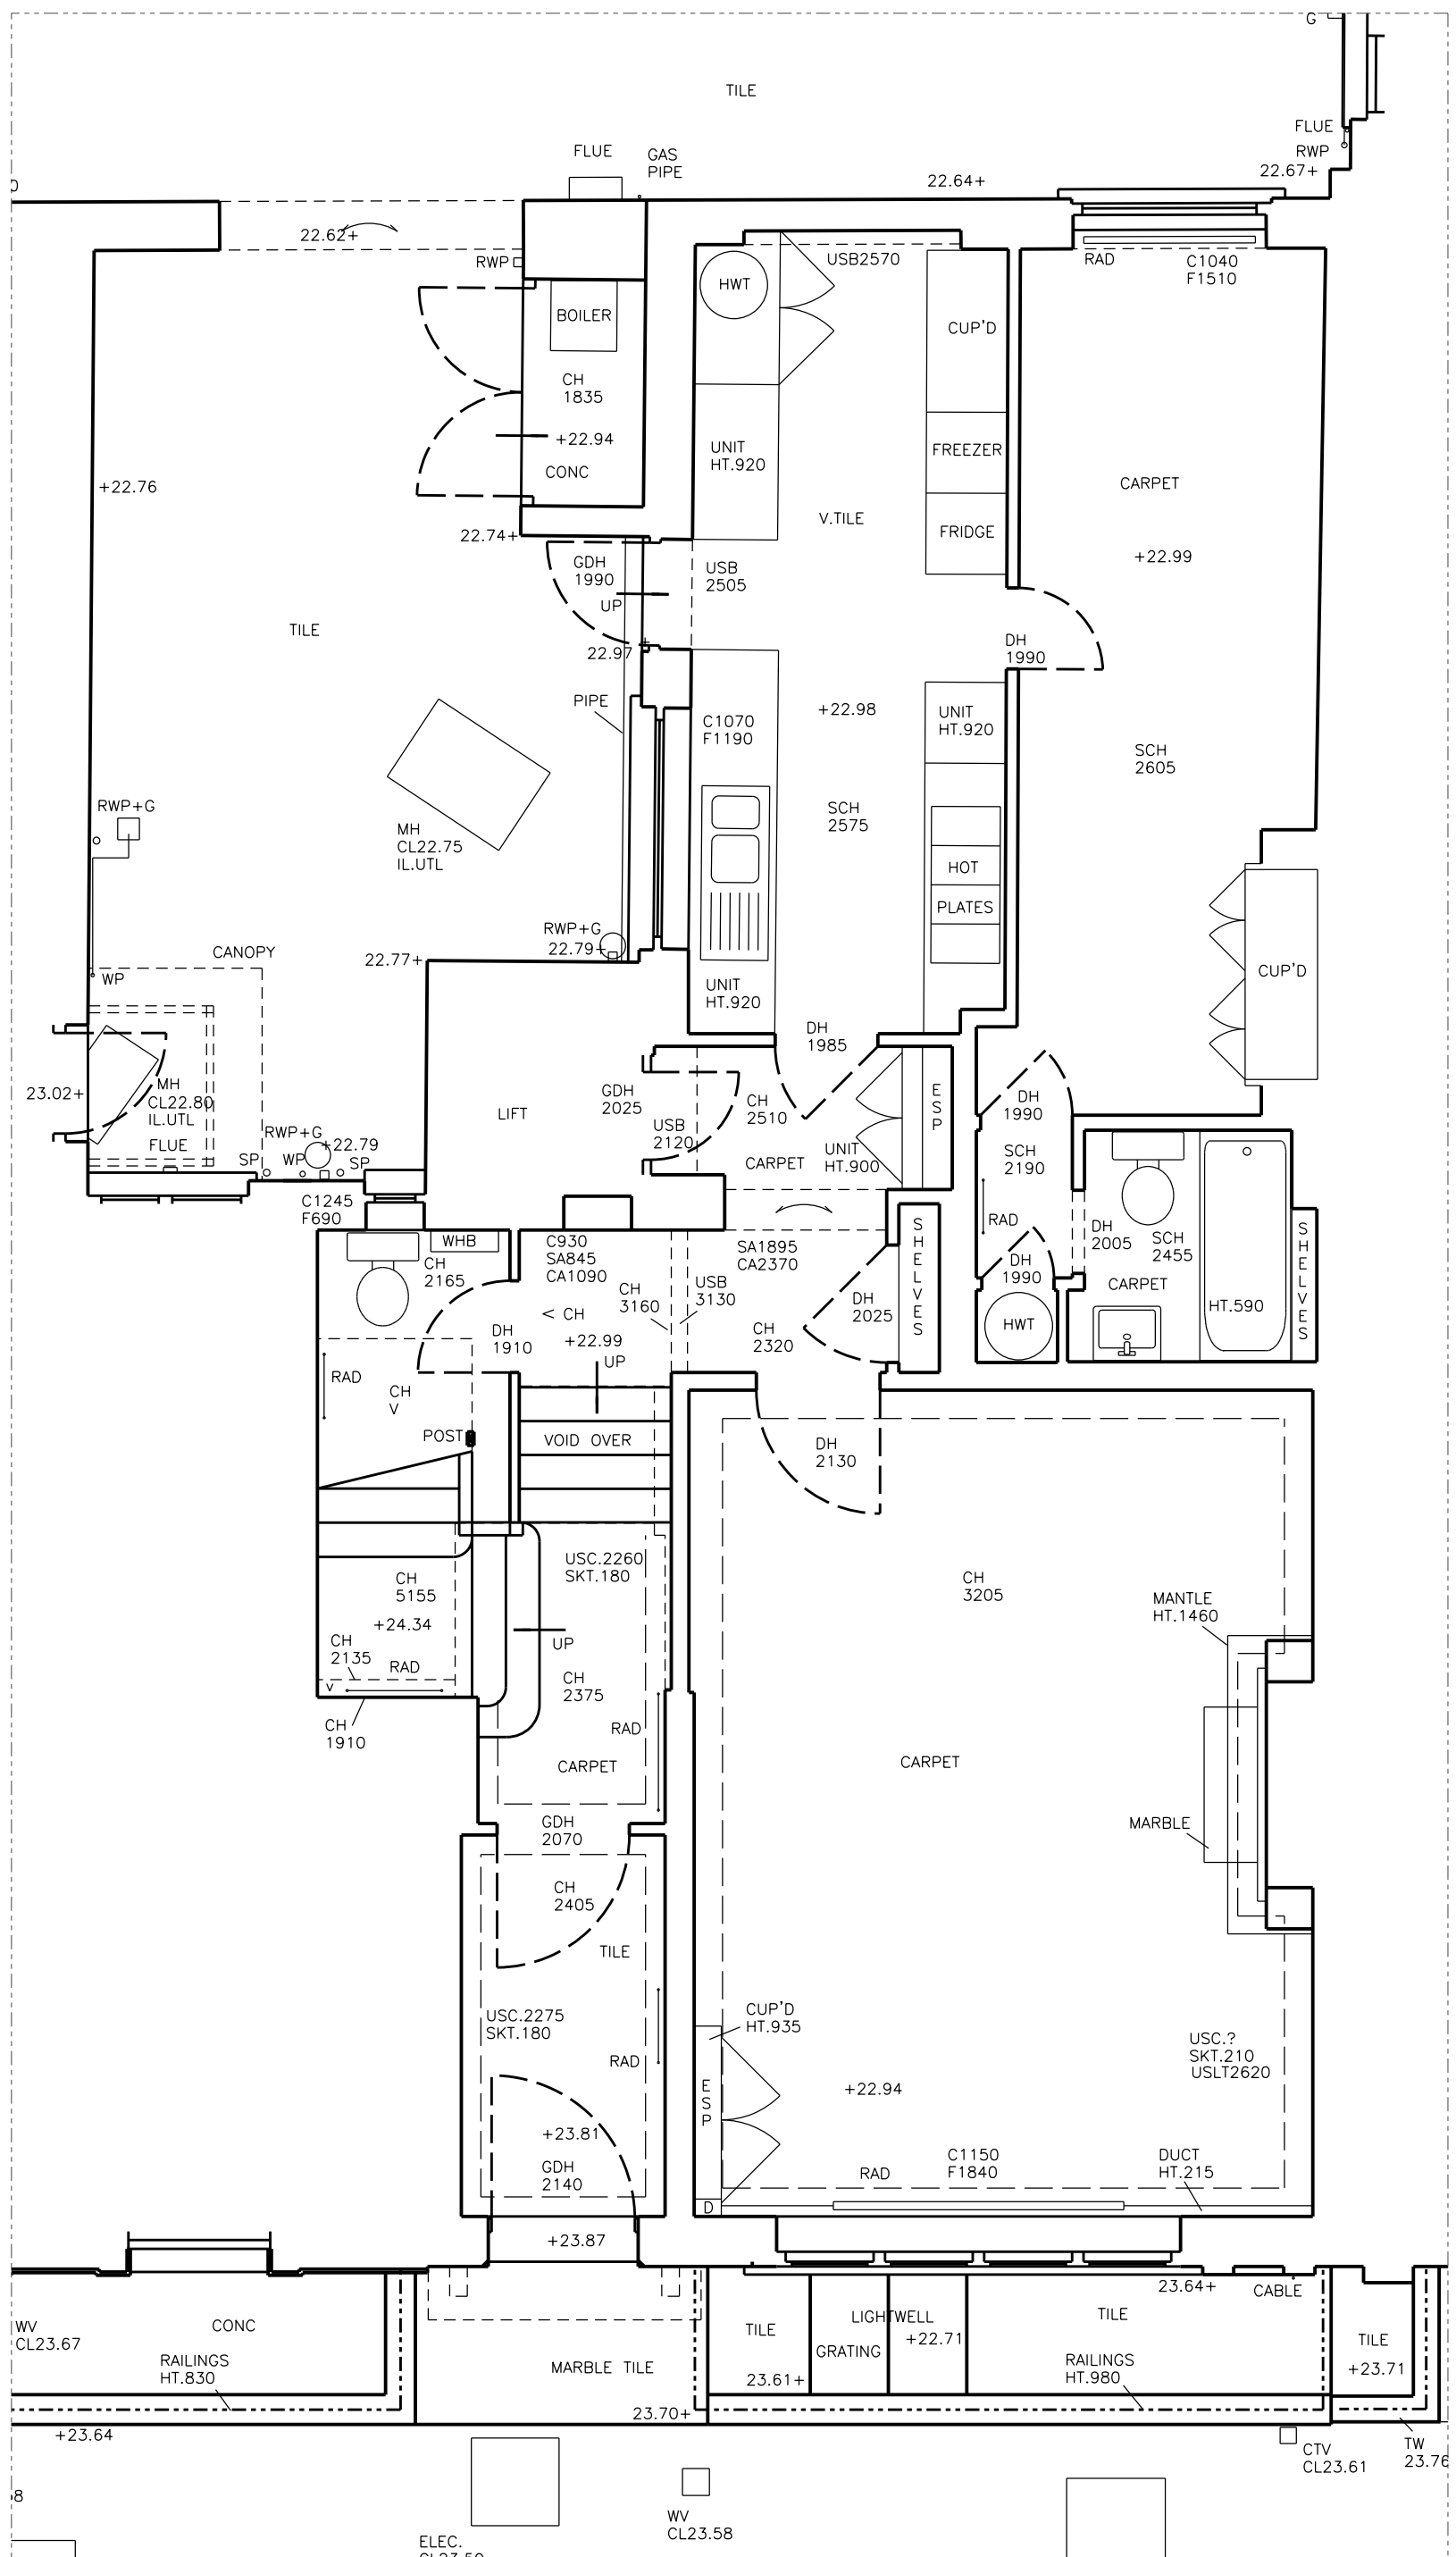 G
TILE
FLUE
RWP
FLUE
GAS
PIPE
22.67+
22.64+
22.62+
RWP
USB2570
RAD
C1040
F1510
HWT
BOILER
CUP'D
CH
1835
+22.94
CONC
UNIT
HT.920
FREEZER
CARPET
+22.76
V.TILE
FRIDGE
22.74+
GDH
1990
UP
USB
2505
+22.99
TILE
22.97
DH
1990
PIPE
C1070
F1190
+22.98
UNIT
HT.920
SCH
2605
RWP+G
MH
CL22.75
IL.UTL
SCH
2575
HOT
PLATES
RWP+G
22.79+
CANOPY
22.77+
WP
CUP'D
UNIT
HT.920
DH
1985
23.02+
MH
CL22.80
IL.UTL
FLUE
RWP+G
+22.79
SP
WP
SP
LIFT
GDH
2025
USB
2120
CH
2510
CARPET
UNIT
HT.900
ESP
DH
1990
SCH
2190
RAD
DH
1990
HWT
DH
2005
SCH
2455
CARPET
HT.590
SHELVES
C1245
F690
WHB
CH
2165
C930
SA845
CA1090
CH
3160
USB
3130
SA1895
CA2370
SHELVES
DH
2025
< CH
+22.99
DH
1910
UP
CH
2320
RAD
CH
V
POST
VOID OVER
DH
2130
USC.2260
SKT.180
CH
5155
+24.34
CH
2135
RAD
V
CH
1910
UP
CH
2375
RAD
CARPET
CH
3205
MANTLE
HT.1460
CARPET
MARBLE
GDH
2070
CH
2405
TILE
USC.2275
SKT.180
RAD
CUP'D
HT.935
ESP
USC.?
SKT.210
USLT2620
+22.94
+23.81
GDH
2140
RAD
C1150
F1840
DUCT
HT.215
D
+23.87
23.64+
CABLE
WV
CL23.67
CONC
RAILINGS
HT.830
MARBLE TILE
TILE
LIGHTWELL
GRATING
+22.71
TILE
23.61+
RAILINGS
HT.980
TILE
+23.71
23.70+
+23.64
CTV
CL23.61
TW
23.76
8
WV
CL23.58
ELEC.